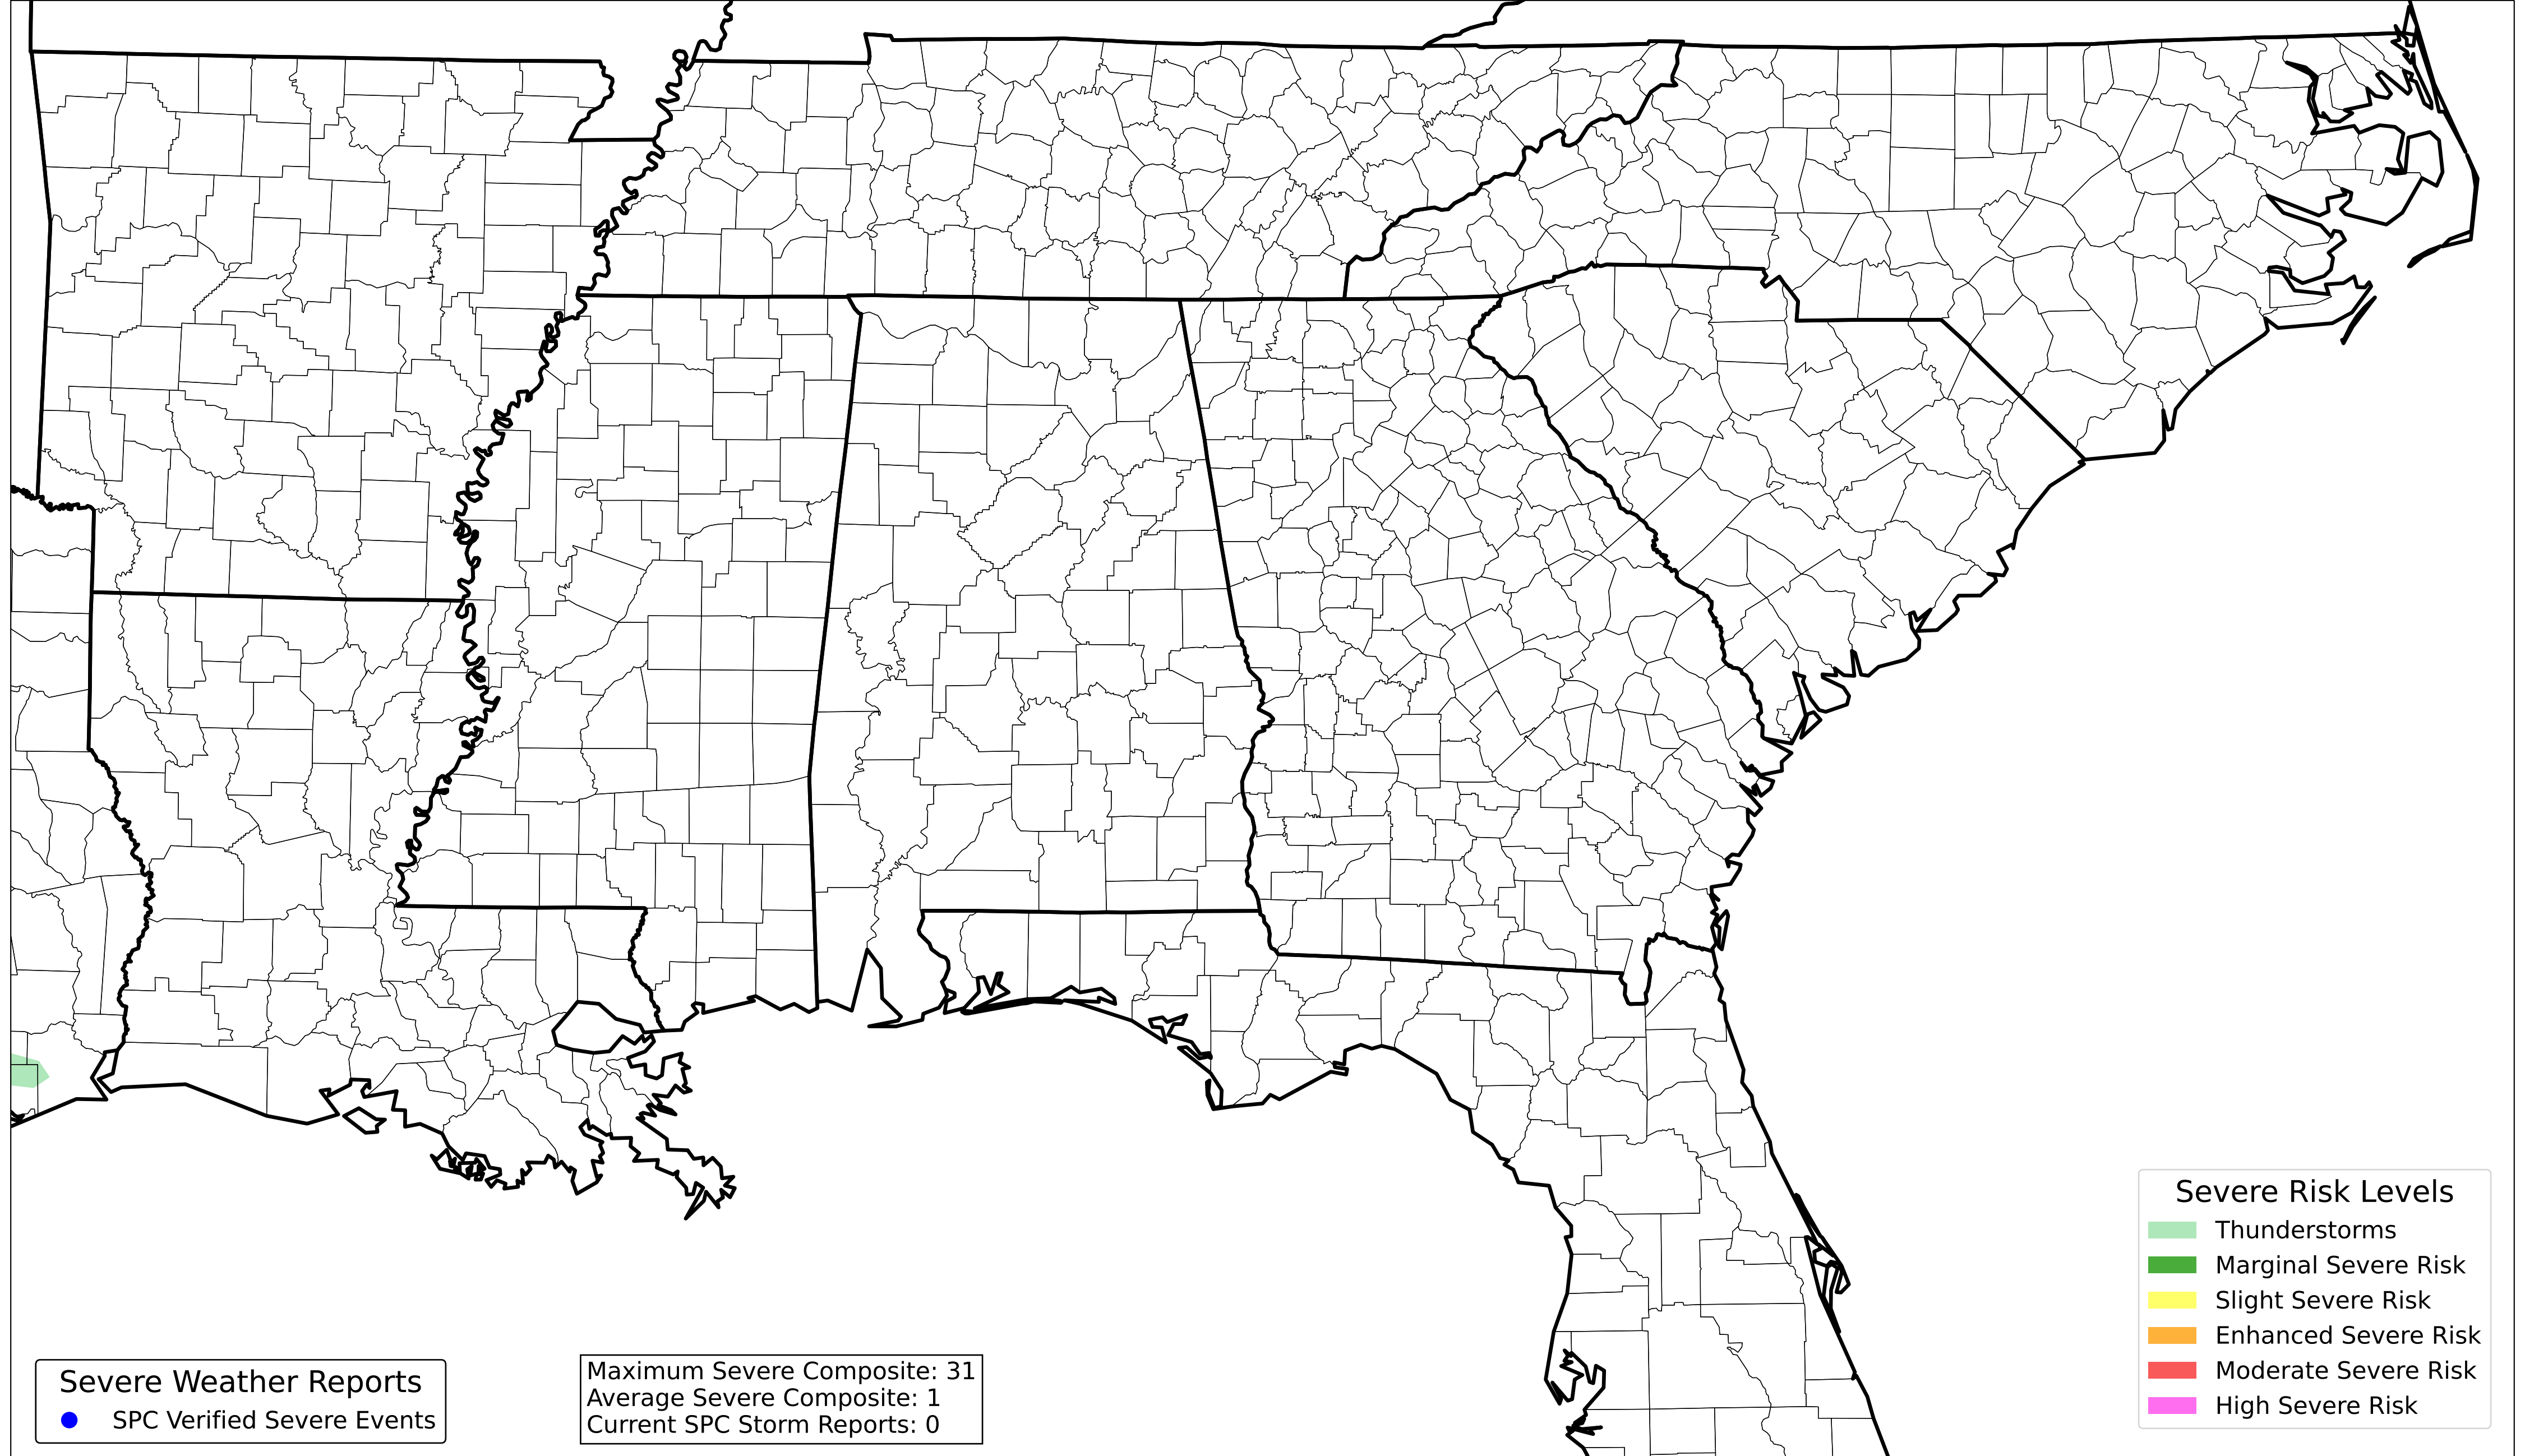 Severe Risk Levels
Thunderstorms
Marginal Severe Risk
Slight Severe Risk
Enhanced Severe Risk
Moderate Severe Risk
High Severe Risk
Severe Weather Reports
SPC Verified Severe Events
Maximum Severe Composite: 31
Average Severe Composite: 1
Current SPC Storm Reports: 0